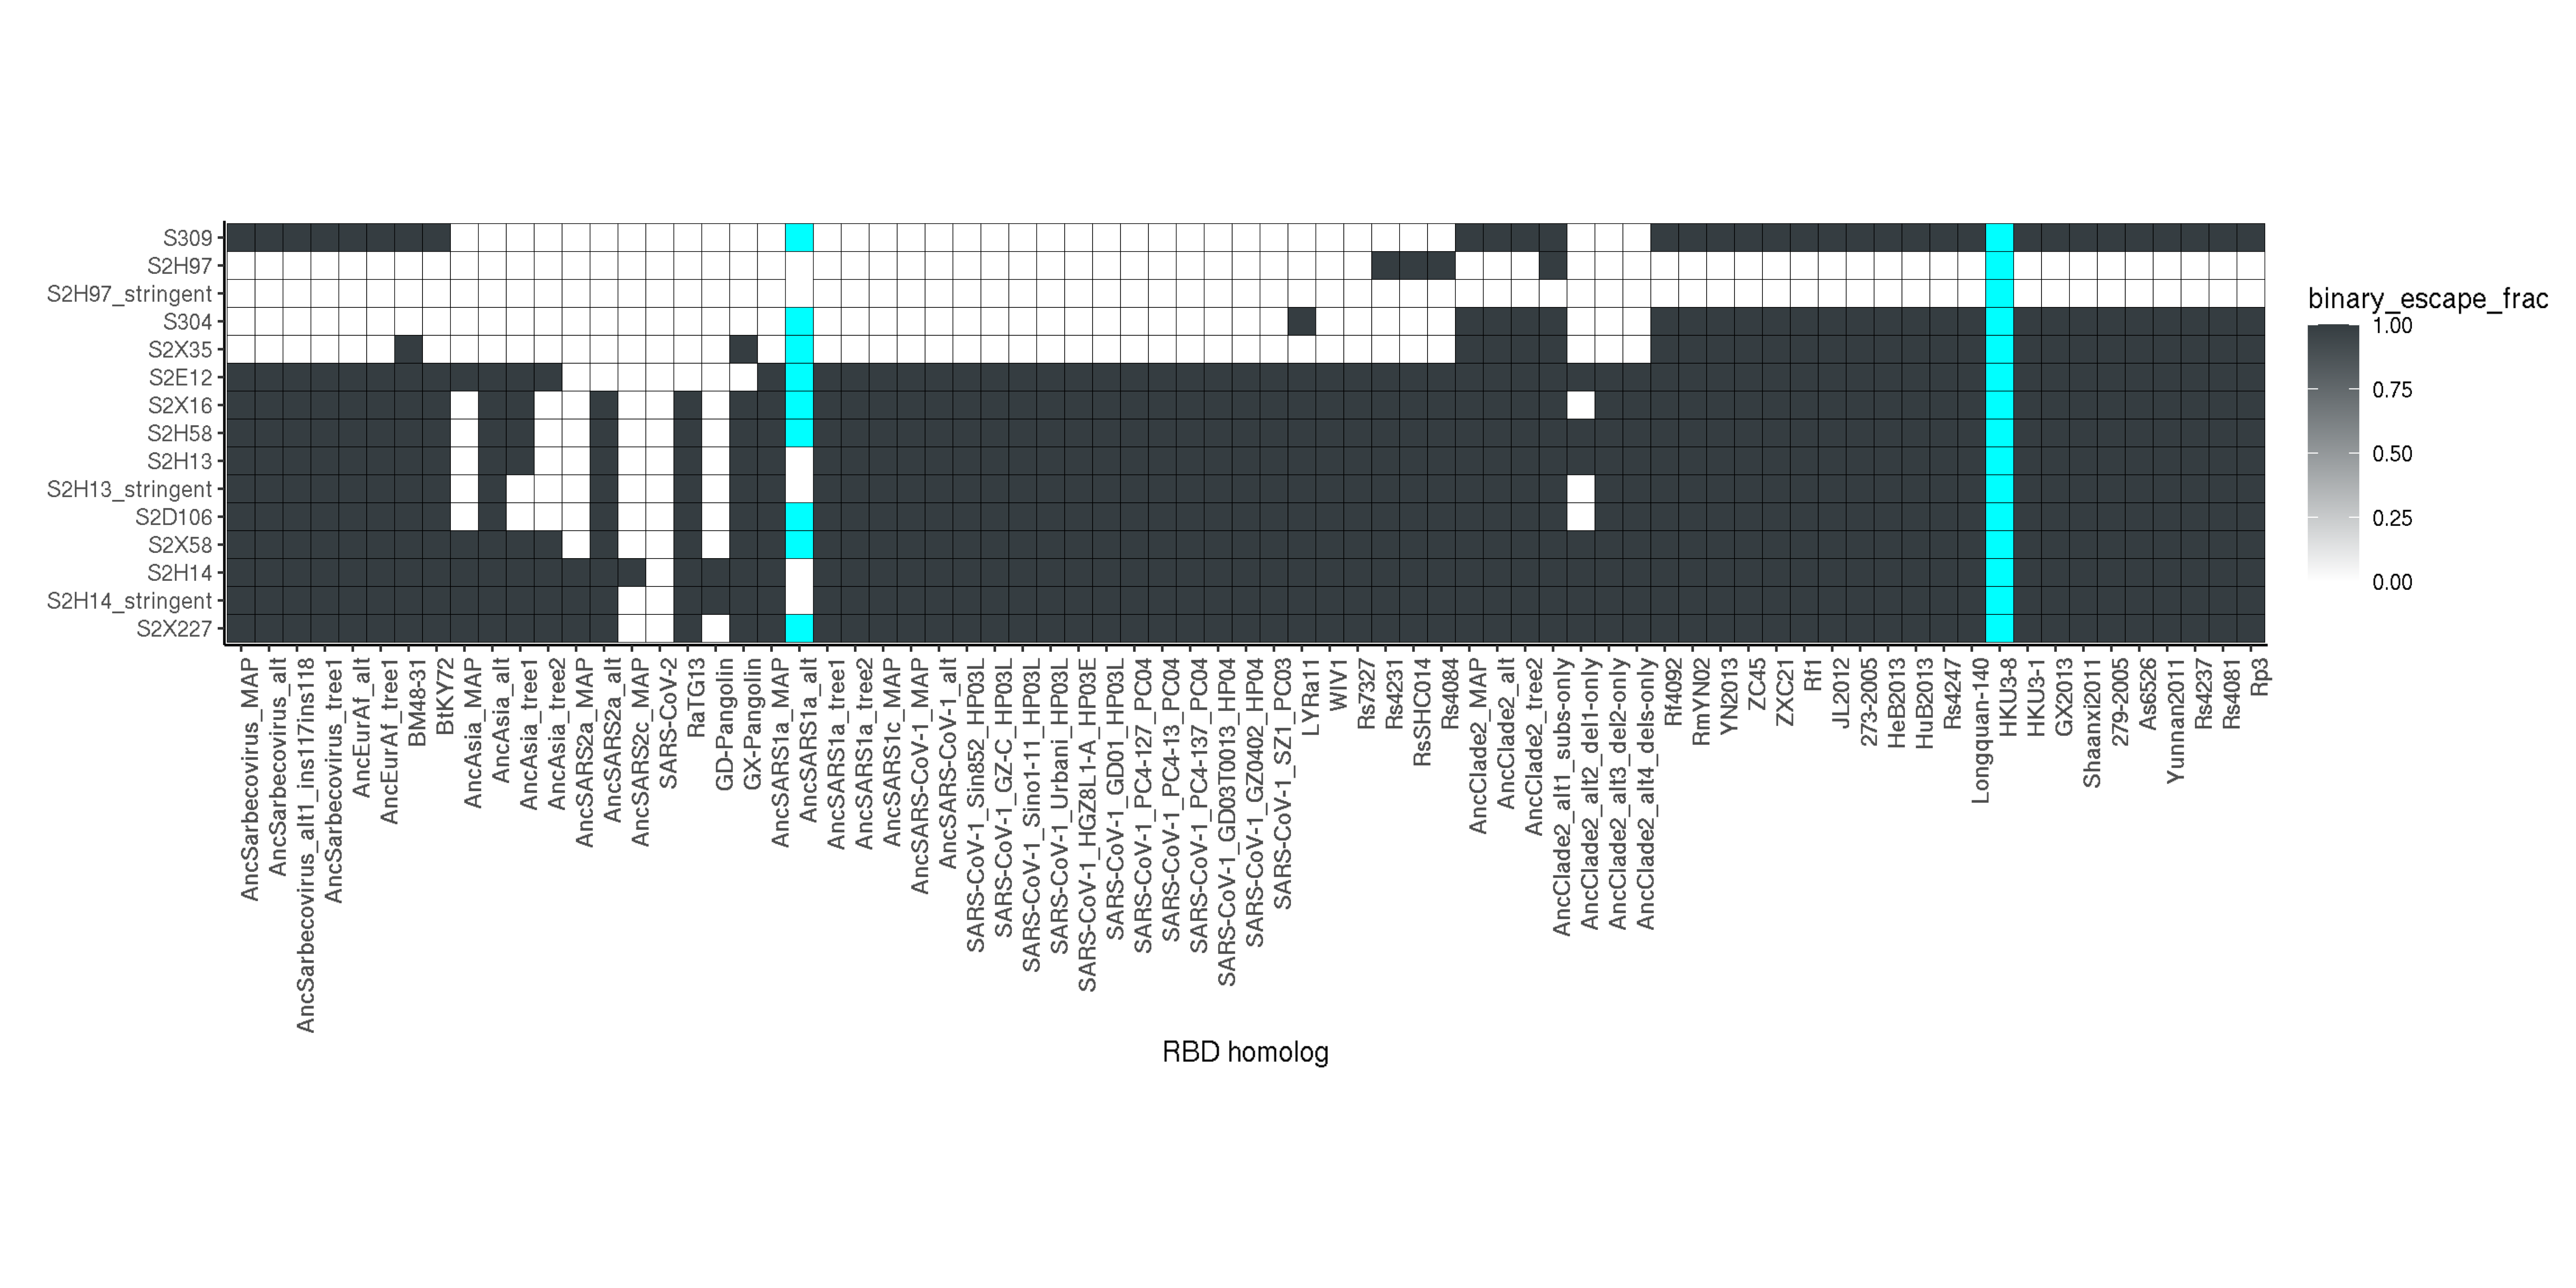 S309
S2H97
S2H97_stringent
S304
S2X35
S2E12
S2X16
S2H58
S2H13
S2H13_stringent
S2D106
S2X58
S2H14
S2H14_stringent
S2X227
binary_escape_frac
1.00
0.75
0.50
0.25
0.00
AncSarbecovirus_MAP
AncSarbecovirus_alt
AncSarbecovirus_alt1_ins117ins118
AncSarbecovirus_tree1
AncEurAf_alt
AncEurAf_tree1
BM48-31
BtKY72
AncAsia_MAP
AncAsia_alt
AncAsia_tree1
AncAsia_tree2
AncSARS2a_MAP
AncSARS2a_alt
AncSARS2c_MAP
SARS-CoV-2
RaTG13
GD-Pangolin
GX-Pangolin
AncSARS1a_MAP
AncSARS1a_alt
AncSARS1a_tree1
AncSARS1a_tree2
AncSARS1c_MAP
AncSARS-CoV-1_MAP
AncSARS-CoV-1_alt
SARS-CoV-1_Sin852_HP03L
SARS-CoV-1_GZ-C_HP03L
SARS-CoV-1_Sino1-11_HP03L
SARS-CoV-1_Urbani_HP03L
SARS-CoV-1_HGZ8L1-A_HP03E
SARS-CoV-1_GD01_HP03L
SARS-CoV-1_PC4-127_PC04
SARS-CoV-1_PC4-13_PC04
SARS-CoV-1_PC4-137_PC04
SARS-CoV-1_GD03T0013_HP04
SARS-CoV-1_GZ0402_HP04
SARS-CoV-1_SZ1_PC03
LYRa11
WIV1
Rs7327
Rs4231
RsSHC014
Rs4084
AncClade2_MAP
AncClade2_alt
AncClade2_tree2
AncClade2_alt1_subs-only
AncClade2_alt2_del1-only
AncClade2_alt3_del2-only
AncClade2_alt4_dels-only
Rf4092
RmYN02
YN2013
ZC45
ZXC21
Rf1
JL2012
273-2005
HeB2013
HuB2013
Rs4247
Longquan-140
HKU3-8
HKU3-1
GX2013
Shaanxi2011
279-2005
As6526
Yunnan2011
Rs4237
Rs4081
Rp3
RBD homolog